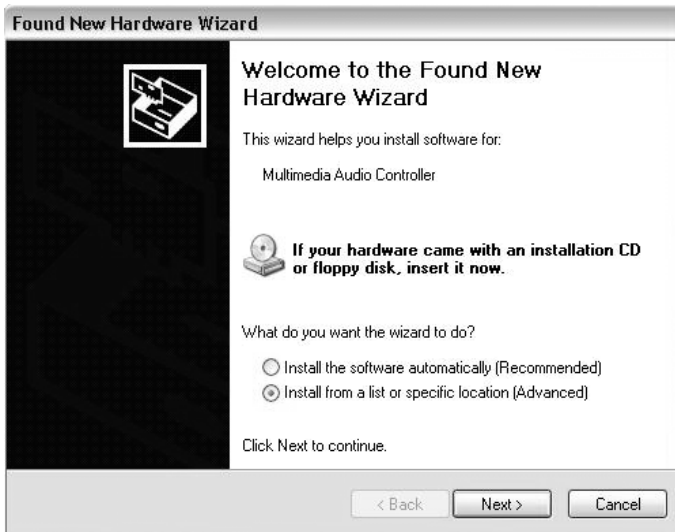 Found New Hardware Wizard
Welcome to the Found New
Hardware Wizard
This wizard helps you install software for:
Multimedia Audio Controller
If your hardware came with an installation CD
or floppy disk, insert it now.
What do you want the wizard to do?
Install the software automatically (Recommended)
Install from a list or specific location (Advanced)
Click Next to continue.
< Back Next > Cancel